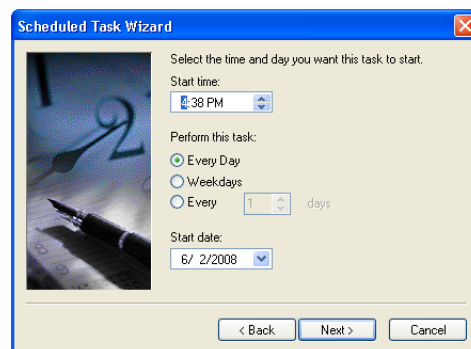 Scheduled Task Wizard
Select the time and day you want this task to start.
Start time:
4:38 PM
Perform this task:
Every Day
Weekdays
Every 1 days
Start date:
6/ 2/2008
< Back Next > Cancel